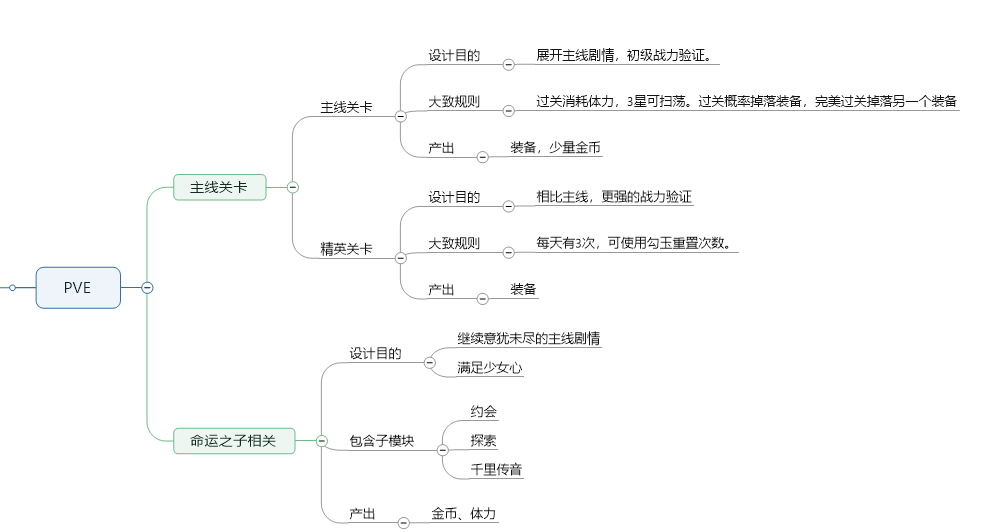 PVE
主线关卡
主线关卡
设计目的
展开主线剧情，初级战力验证。
大致规则
过关消耗体力，3星可扫荡。过关概率掉落装备，完美过关掉落另一个装备
产出
装备，少量金币
精英关卡
设计目的
相比主线，更强的战力验证
大致规则
每天有3次，可使用勾玉重置次数。
产出
装备
命运之子相关
设计目的
继续意犹未尽的主线剧情
满足少女心
包含子模块
约会
探索
千里传音
产出
金币、体力